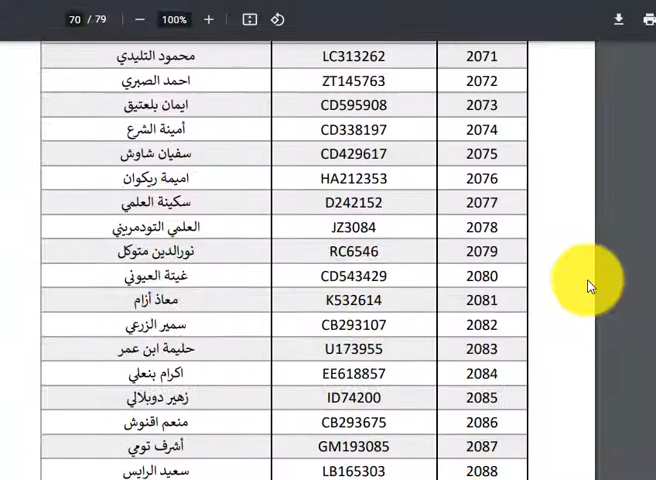 70 / 79 100%
2071 LC313262 محمود التليدي
2072 ZT145763 احمد الصبري
2073 CD595908 ايمان بلعتيق
2074 CD338197 أمينة الشرع
2075 CD429617 سفيان شاوش
2076 HA212353 اميمة ريكوان
2077 D242152 سكينة العلمي
2078 JZ3084 العلمي التودمريني
2079 RC6546 نورالدين متوكل
2080 CD543429 غيتة العيوني
2081 K532614 معاذ أزام
2082 CB293107 سمير الزرعي
2083 U173955 حليمة ابن عمر
2084 EE618857 اكرام بنعلي
2085 ID74200 زهير دوبلالي
2086 CB293675 منعم اقنوش
2087 GM193085 أشرف تومي
2088 LB165303 سعيد الرايس